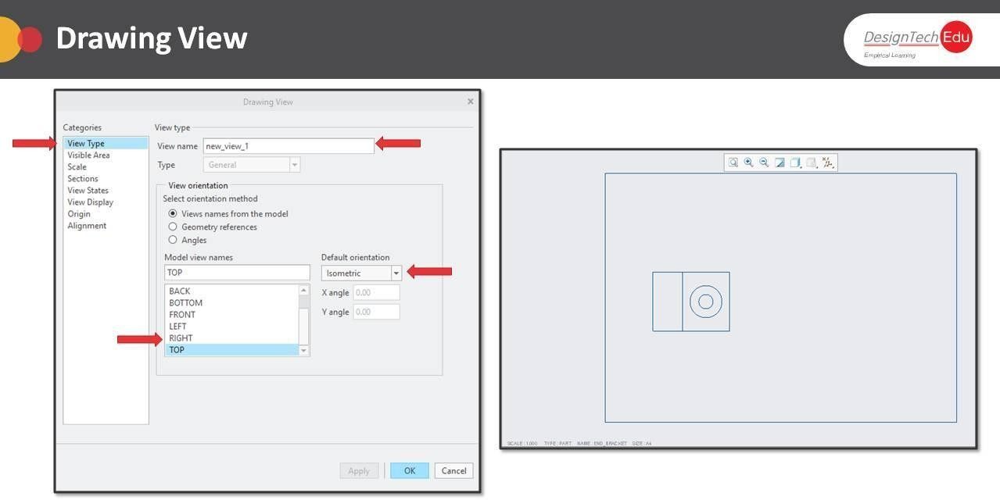 Drawing View
DesignTech Edu
Empirical Learning
Drawing View
Categories
View Type
Visible Area
Scale
Sections
View States
View Display
Origin
Alignment
View type
View name new_view_1
Type General
View orientation
Select orientation method
Views names from the model
Geometry references
Angles
Model view names
TOP
BACK
BOTTOM
FRONT
LEFT
RIGHT
TOP
Default orientation
Isometric
X angle 0.00
Y angle 0.00
Apply OK Cancel
SCALE : 1.000 TYPE : PART NAME : END_BRACKET SIZE : A4